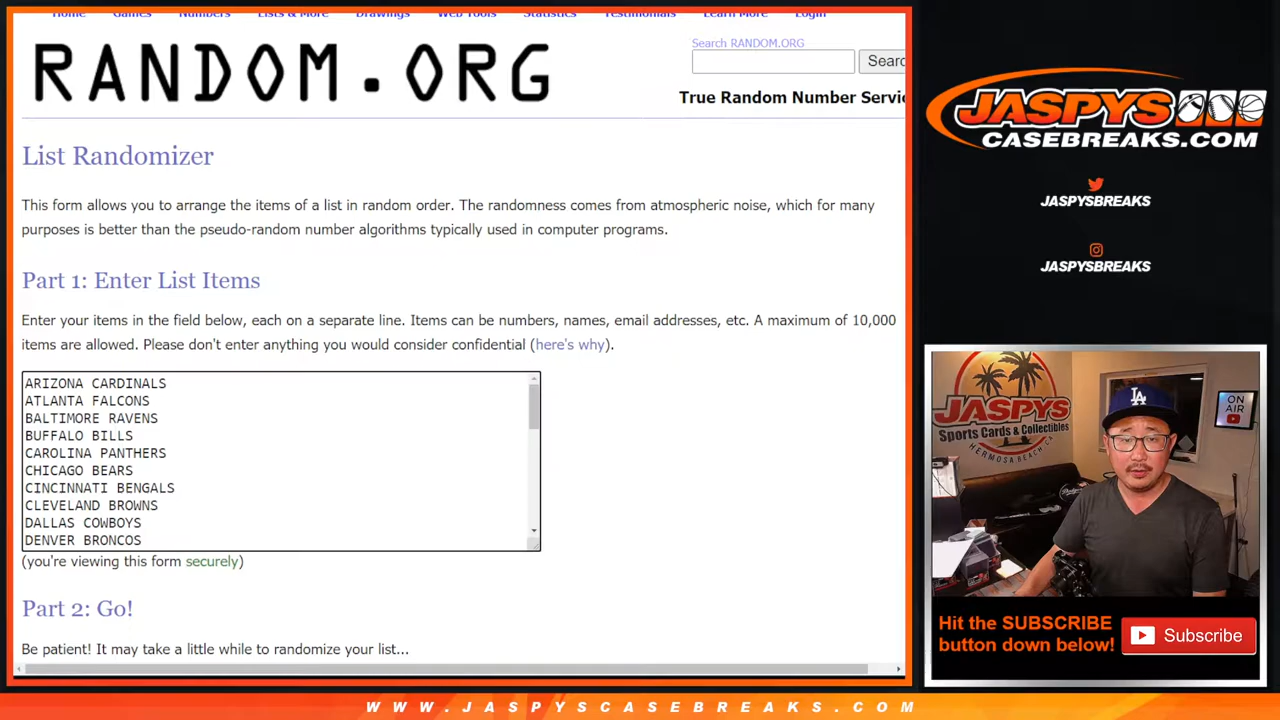 Home Games Numbers Lists & More Drawings Web Tools Statistics Testimonials Learn More Login
RANDOM.ORG
Search RANDOM.ORG
Searc
True Random Number Servic
List Randomizer
This form allows you to arrange the items of a list in random order. The randomness comes from atmospheric noise, which for many
purposes is better than the pseudo-random number algorithms typically used in computer programs.
Part 1: Enter List Items
Enter your items in the field below, each on a separate line. Items can be numbers, names, email addresses, etc. A maximum of 10,000
items are allowed. Please don't enter anything you would consider confidential (here's why).
ARIZONA CARDINALS
ATLANTA FALCONS
BALTIMORE RAVENS
BUFFALO BILLS
CAROLINA PANTHERS
CHICAGO BEARS
CINCINNATI BENGALS
CLEVELAND BROWNS
DALLAS COWBOYS
DENVER BRONCOS
(you're viewing this form securely)
Part 2: Go!
Be patient! It may take a little while to randomize your list...
JASPYS
CASEBREAKS.COM
JASPYSBREAKS
JASPYSBREAKS
JASPYS
Sports Cards & Collectibles
HERMOSA BEACH, CA
LA
ON
AIR
Dodgers
Hit the SUBSCRIBE
button down below!
Subscribe
WWW.JASPYSCASEBREAKS.COM